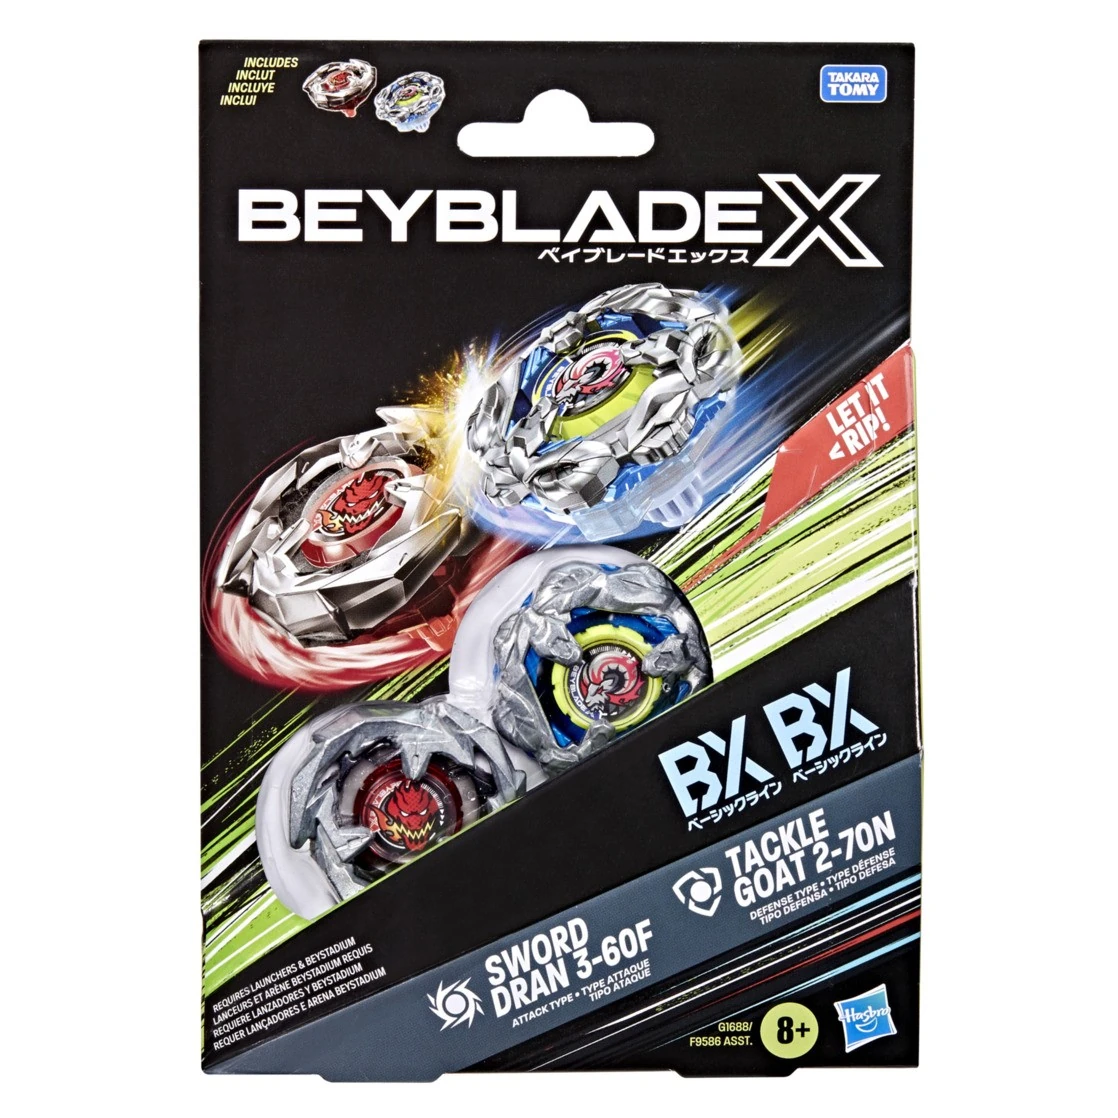 INCLUDES
INCLUT
INCLUYE
INCLUI
TAKARA
TOMY
BEYBLADE X
ベイブレードエックス
LET IT
RIP!
BX BX
ベーシックライン ベーシックライン
TACKLE
GOAT 2-70N
DEFENSE TYPE • TYPE DÉFENSE
TIPO DEFENSA • TIPO DEFESA
SWORD
DRAN 3-60F
ATTACK TYPE • TYPE ATTAQUE
TIPO ATAQUE
REQUIRES LAUNCHERS & BEYSTADIUM
LANCEURS ET ARÈNE BEYSTADIUM REQUIS
REQUIERE LANZADORES Y BEYSTADIUM
REQUER LANÇADORES E ARENA BEYSTADIUM
G1688/
F9586 ASST.
8+
Hasbro